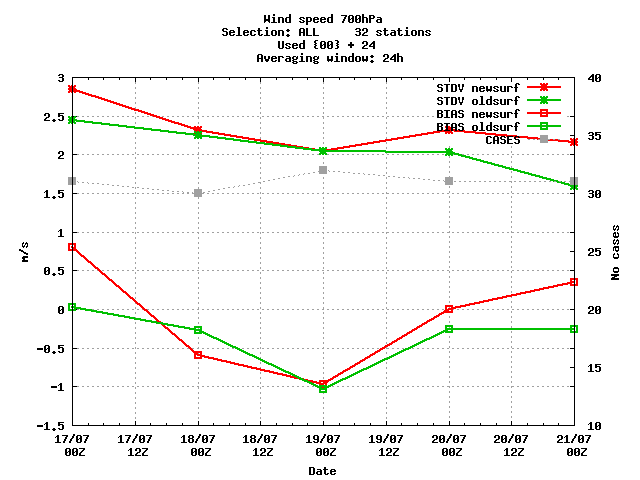 Wind speed 700hPa
Selection: ALL 32 stations
Used {00} + 24
Averaging window: 24h
STDV newsurf
STDV oldsurf
BIAS newsurf
BIAS oldsurf
CASES
3
2.5
2
1.5
1
0.5
0
-0.5
-1
-1.5
m/s
40
35
30
25
20
15
10
No cases
17/07 17/07 18/07 18/07 19/07 19/07 20/07 20/07 21/07
00Z 12Z 00Z 12Z 00Z 12Z 00Z 12Z 00Z
Date